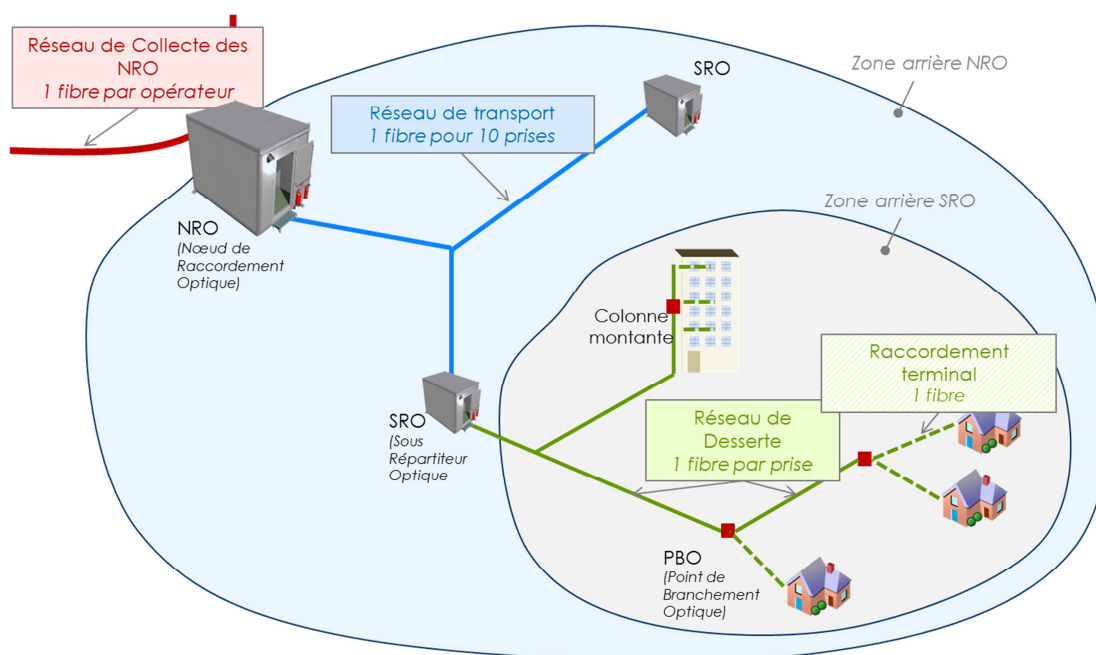 Réseau de Collecte des
NRO
1 fibre par opérateur
Réseau de transport
1 fibre pour 10 prises
SRO
Zone arrière NRO
Zone arrière SRO
NRO
(Nœud de
Raccordement
Optique)
Colonne
montante
Raccordement
terminal
1 fibre
SRO
(Sous
Répartiteur
Optique
Réseau de
Desserte
1 fibre par prise
PBO
(Point de
Branchement
Optique)